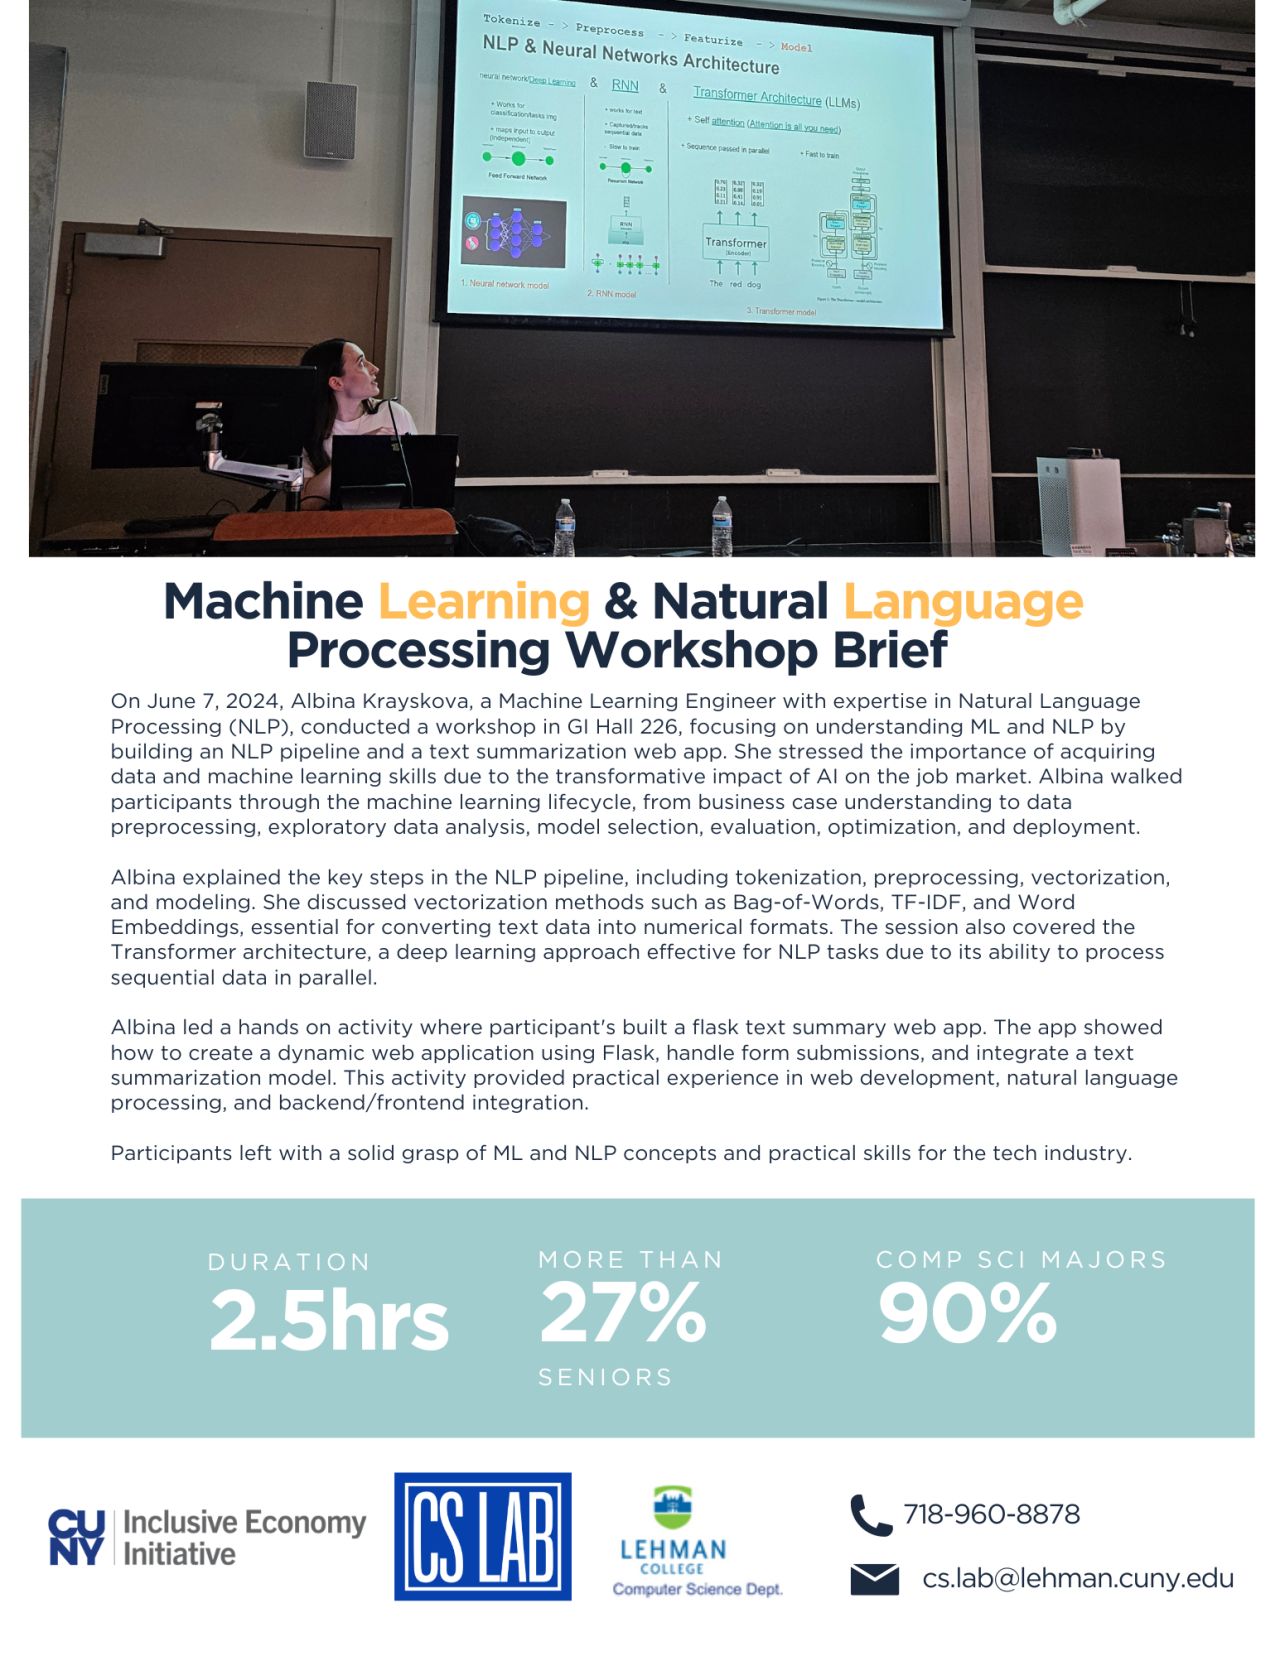 Tokenize - > Preprocess - > Featurize - > Model
NLP & Neural Networks Architecture
neural network/Deep Learning & RNN & Transformer Architecture (LLMs)
+ Works for
classification/tasks img
+ maps input to output
(Independent)
Feed Forward Network
1. Neural network model
+ works for text
+ Captured/tracks
sequential data
- Slow to train
Recurrent Network
RNN
2. RNN model
+ Self attention (Attention is all you need)
+ Sequence passed in parallel + Fast to train
Transformer
[Encoder]
The red dog
3. Transformer model
Machine Learning & Natural Language
Processing Workshop Brief
On June 7, 2024, Albina Krayskova, a Machine Learning Engineer with expertise in Natural Language
Processing (NLP), conducted a workshop in GI Hall 226, focusing on understanding ML and NLP by
building an NLP pipeline and a text summarization web app. She stressed the importance of acquiring
data and machine learning skills due to the transformative impact of AI on the job market. Albina walked
participants through the machine learning lifecycle, from business case understanding to data
preprocessing, exploratory data analysis, model selection, evaluation, optimization, and deployment.
Albina explained the key steps in the NLP pipeline, including tokenization, preprocessing, vectorization,
and modeling. She discussed vectorization methods such as Bag-of-Words, TF-IDF, and Word
Embeddings, essential for converting text data into numerical formats. The session also covered the
Transformer architecture, a deep learning approach effective for NLP tasks due to its ability to process
sequential data in parallel.
Albina led a hands on activity where participant's built a flask text summary web app. The app showed
how to create a dynamic web application using Flask, handle form submissions, and integrate a text
summarization model. This activity provided practical experience in web development, natural language
processing, and backend/frontend integration.
Participants left with a solid grasp of ML and NLP concepts and practical skills for the tech industry.
DURATION
2.5hrs
MORE THAN
27%
SENIORS
COMP SCI MAJORS
90%
CU
NY
Inclusive Economy
Initiative
CS LAB
LEHMAN
COLLEGE
Computer Science Dept.
718-960-8878
cs.lab@lehman.cuny.edu